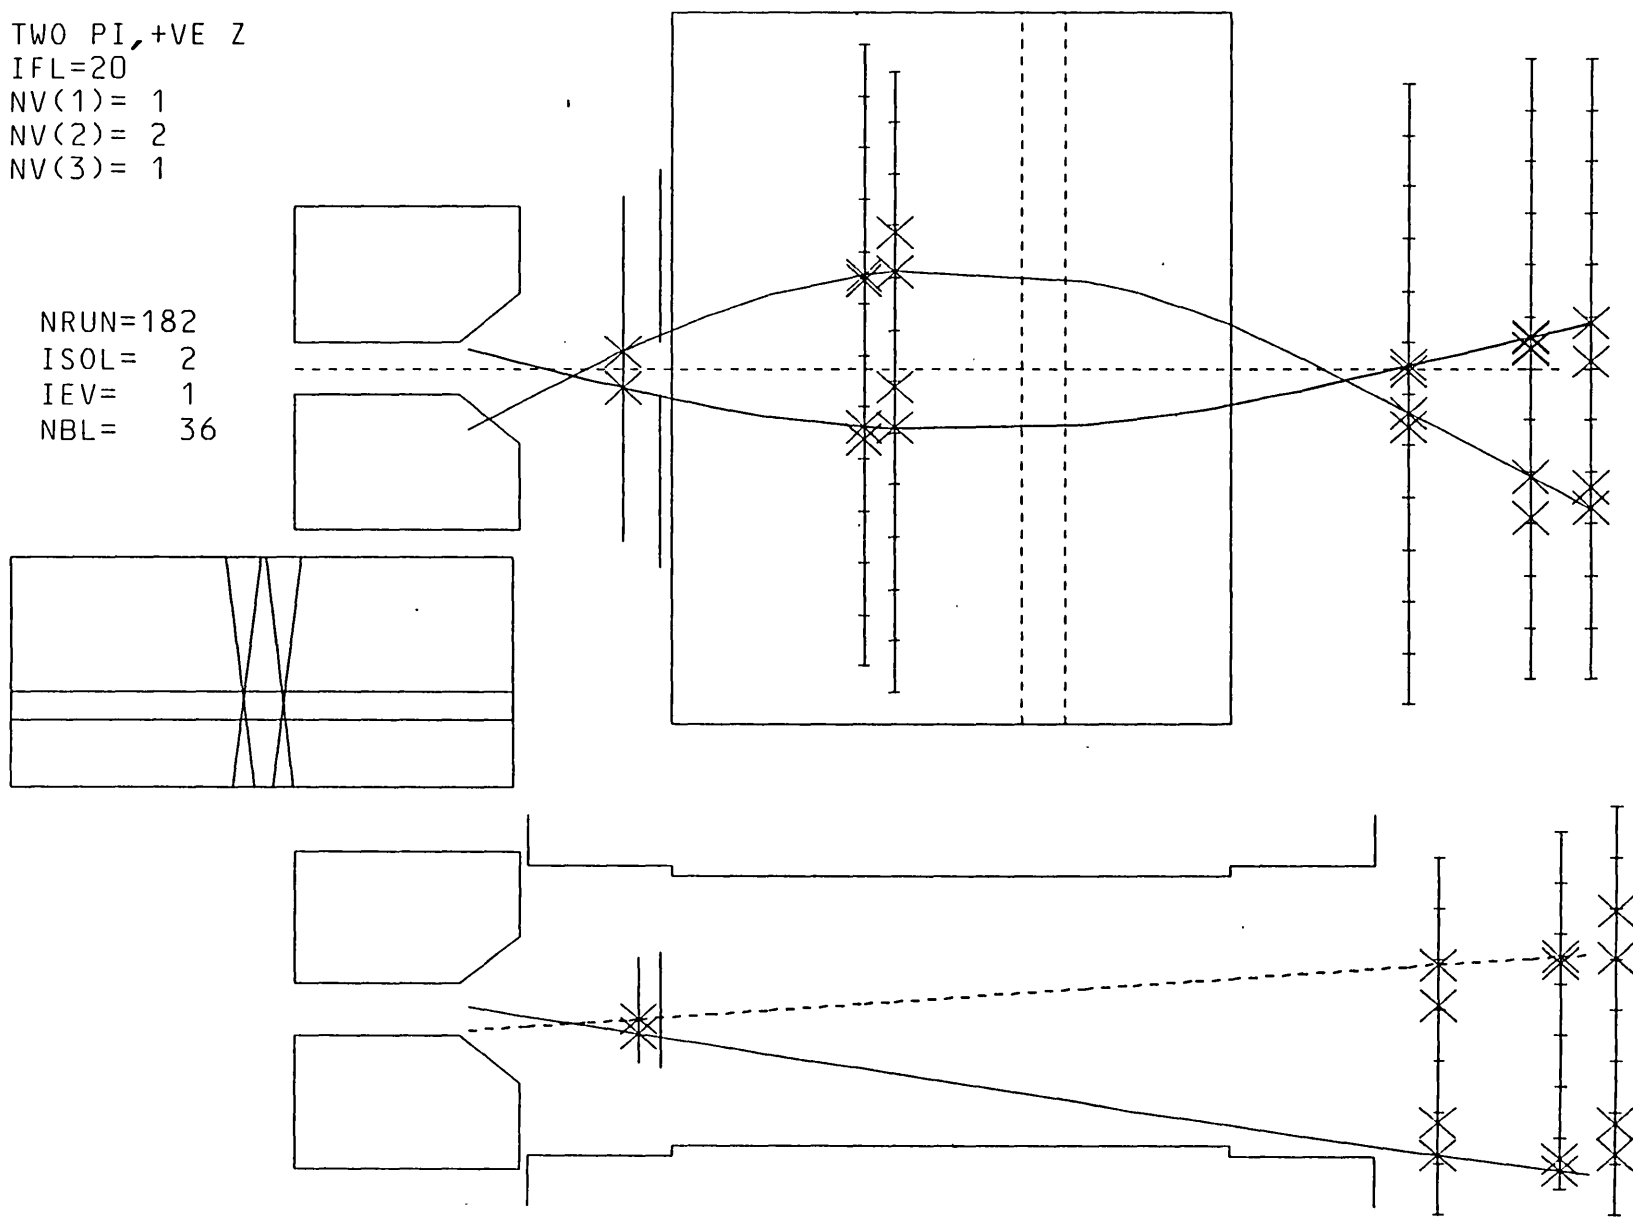 TWO PI,+VE Z
IFL=20
NV(1)= 1
NV(2)= 2
NV(3)= 1
NRUN=182
ISOL= 2
IEV= 1
NBL= 36